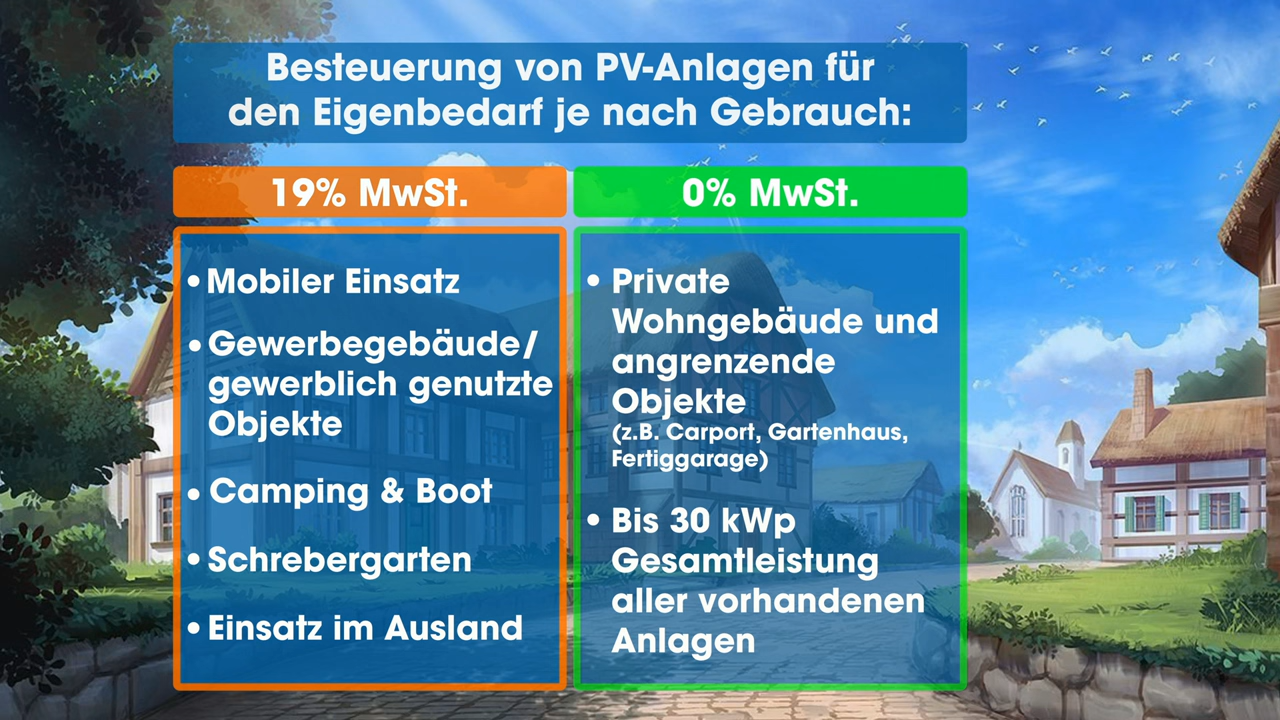 Besteuerung von PV-Anlagen für
den Eigenbedarf je nach Gebrauch:
19% MwSt.
• Mobiler Einsatz
• Gewerbegebäude/
gewerblich genutzte
Objekte
• Camping & Boot
• Schrebergarten
• Einsatz im Ausland
0% MwSt.
• Private
Wohngebäude und
angrenzende
Objekte
(z.B. Carport, Gartenhaus,
Fertiggarage)
• Bis 30 kWp
Gesamtleistung
aller vorhandenen
Anlagen